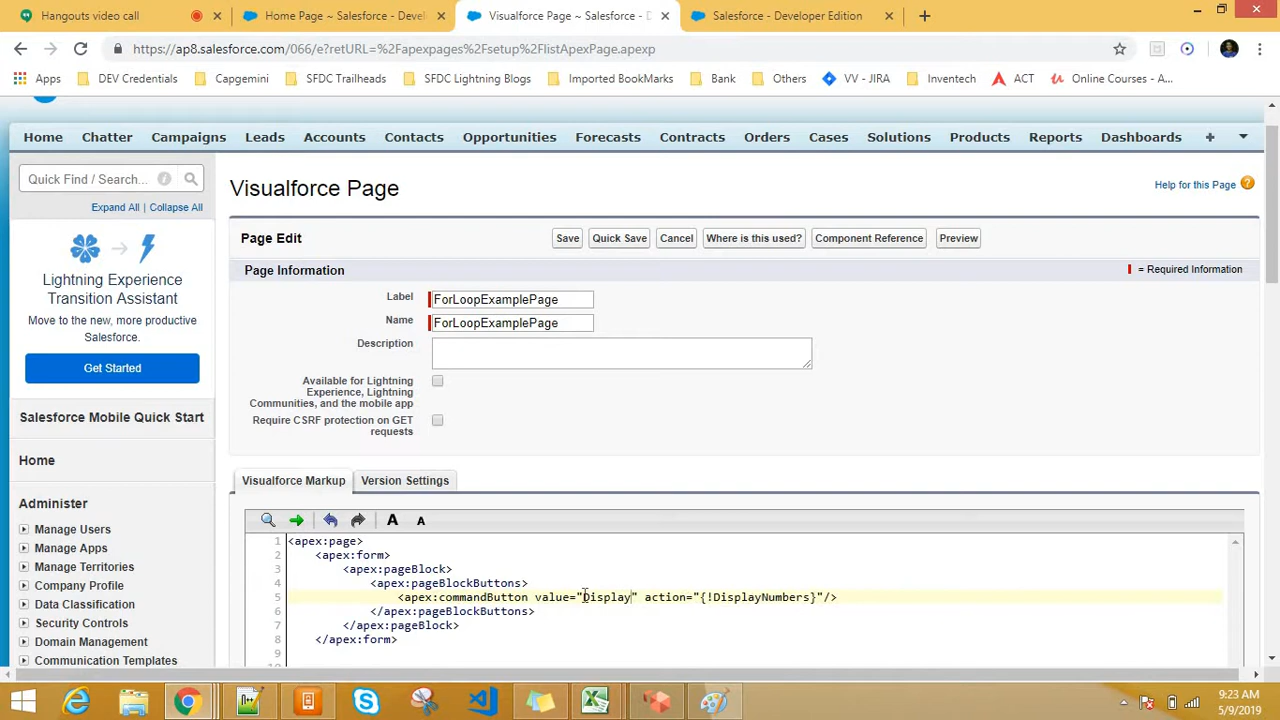 Hangouts video call
Home Page ~ Salesforce - Devel
Visualforce Page ~ Salesforce - D
Salesforce - Developer Edition
https://ap8.salesforce.com/066/e?retURL=%2Fapexpages%2Fsetup%2FlistApexPage.apexp
Apps DEV Credentials Capgemini SFDC Trailheads SFDC Lightning Blogs Imported BookMarks Bank Others VV - JIRA Inventech ACT Online Courses - A...
Home Chatter Campaigns Leads Accounts Contacts Opportunities Forecasts Contracts Orders Cases Solutions Products Reports Dashboards +
Quick Find / Search...
Expand All | Collapse All
Lightning Experience
Transition Assistant
Move to the new, more productive
Salesforce.
Get Started
Salesforce Mobile Quick Start
Home
Administer
Manage Users
Manage Apps
Manage Territories
Company Profile
Data Classification
Security Controls
Domain Management
Communication Templates
Visualforce Page
Help for this Page ?
Page Edit
Save Quick Save Cancel Where is this used? Component Reference Preview
Page Information
= Required Information
Label ForLoopExamplePage
Name ForLoopExamplePage
Description
Available for Lightning
Experience, Lightning
Communities, and the mobile app
Require CSRF protection on GET
requests
Visualforce Markup Version Settings
A A
1 <apex:page>
2 <apex:form>
3 <apex:pageBlock>
4 <apex:pageBlockButtons>
5 <apex:commandButton value="Display" action="{!DisplayNumbers}"/>
6 </apex:pageBlockButtons>
7 </apex:pageBlock>
8 </apex:form>
9
9:23 AM
5/9/2019